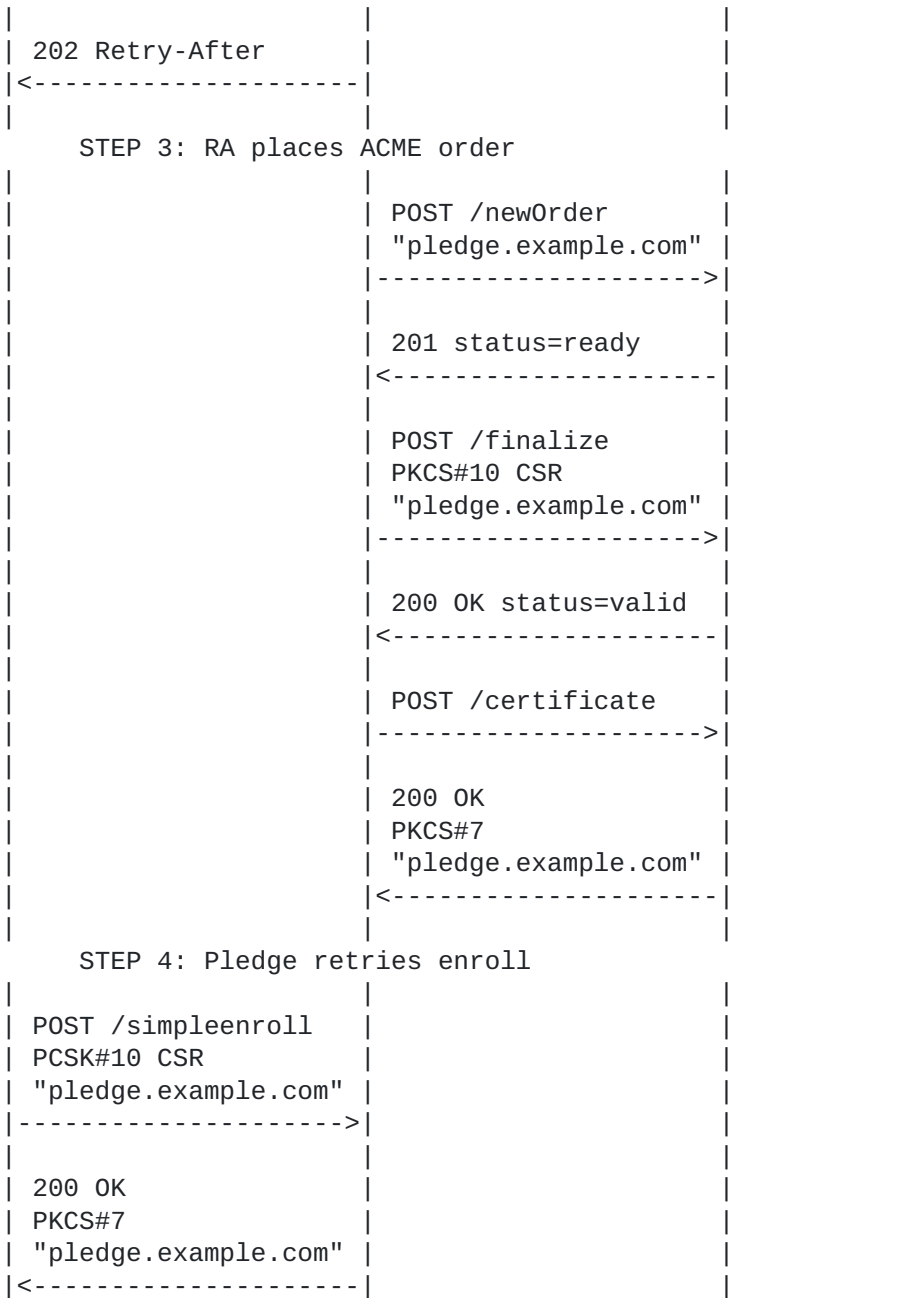 202 Retry-After
STEP 3: RA places ACME order
POST /newOrder
"pledge.example.com"
201 status=ready
POST /finalize
PKCS#10 CSR
"pledge.example.com"
200 OK status=valid
POST /certificate
200 OK
PKCS#7
"pledge.example.com"
STEP 4: Pledge retries enroll
POST /simpleenroll
PCSK#10 CSR
"pledge.example.com"
200 OK
PKCS#7
"pledge.example.com"